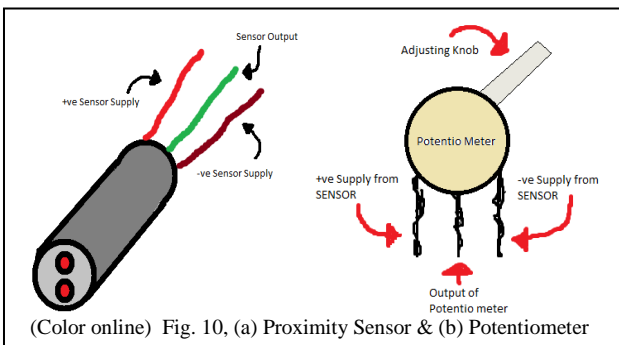 Sensor Output
+ve Sensor Supply
-ve Sensor Supply
Adjusting Knob
Potentio Meter
+ve Supply from
SENSOR
-ve Supply from
SENSOR
Output of
Potentio meter
(Color online) Fig. 10, (a) Proximity Sensor & (b) Potentiometer